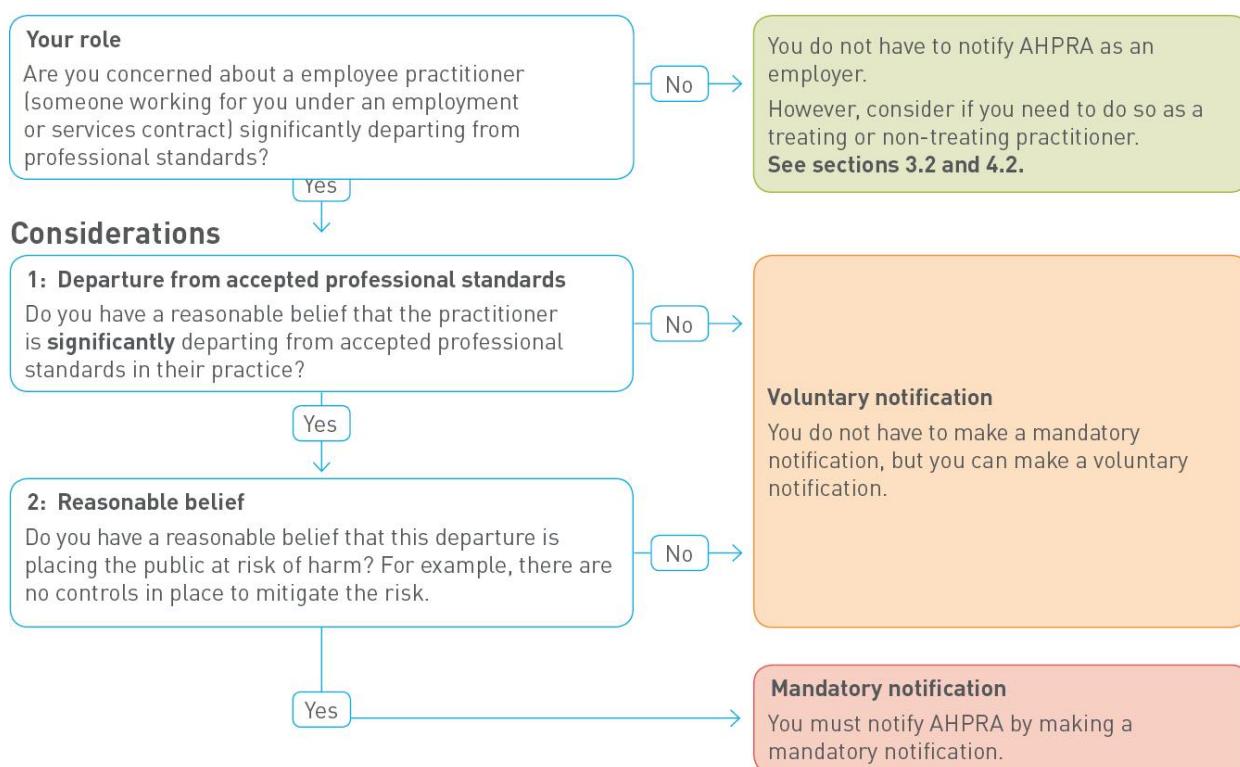 Your role
Are you concerned about a employee practitioner
(someone working for you under an employment
or services contract) significantly departing from
professional standards?
No
You do not have to notify AHPRA as an
employer.
However, consider if you need to do so as a
treating or non-treating practitioner.
See sections 3.2 and 4.2.
Yes
Considerations
1: Departure from accepted professional standards
Do you have a reasonable belief that the practitioner
is significantly departing from accepted professional
standards in their practice?
No
Yes
2: Reasonable belief
Do you have a reasonable belief that this departure is
placing the public at risk of harm? For example, there are
no controls in place to mitigate the risk.
No
Voluntary notification
You do not have to make a mandatory
notification, but you can make a voluntary
notification.
Yes
Mandatory notification
You must notify AHPRA by making a
mandatory notification.